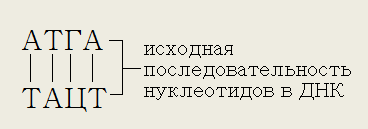 АТГА
ТАЦТ
исходная
последовательность
нуклеотидов в ДНК